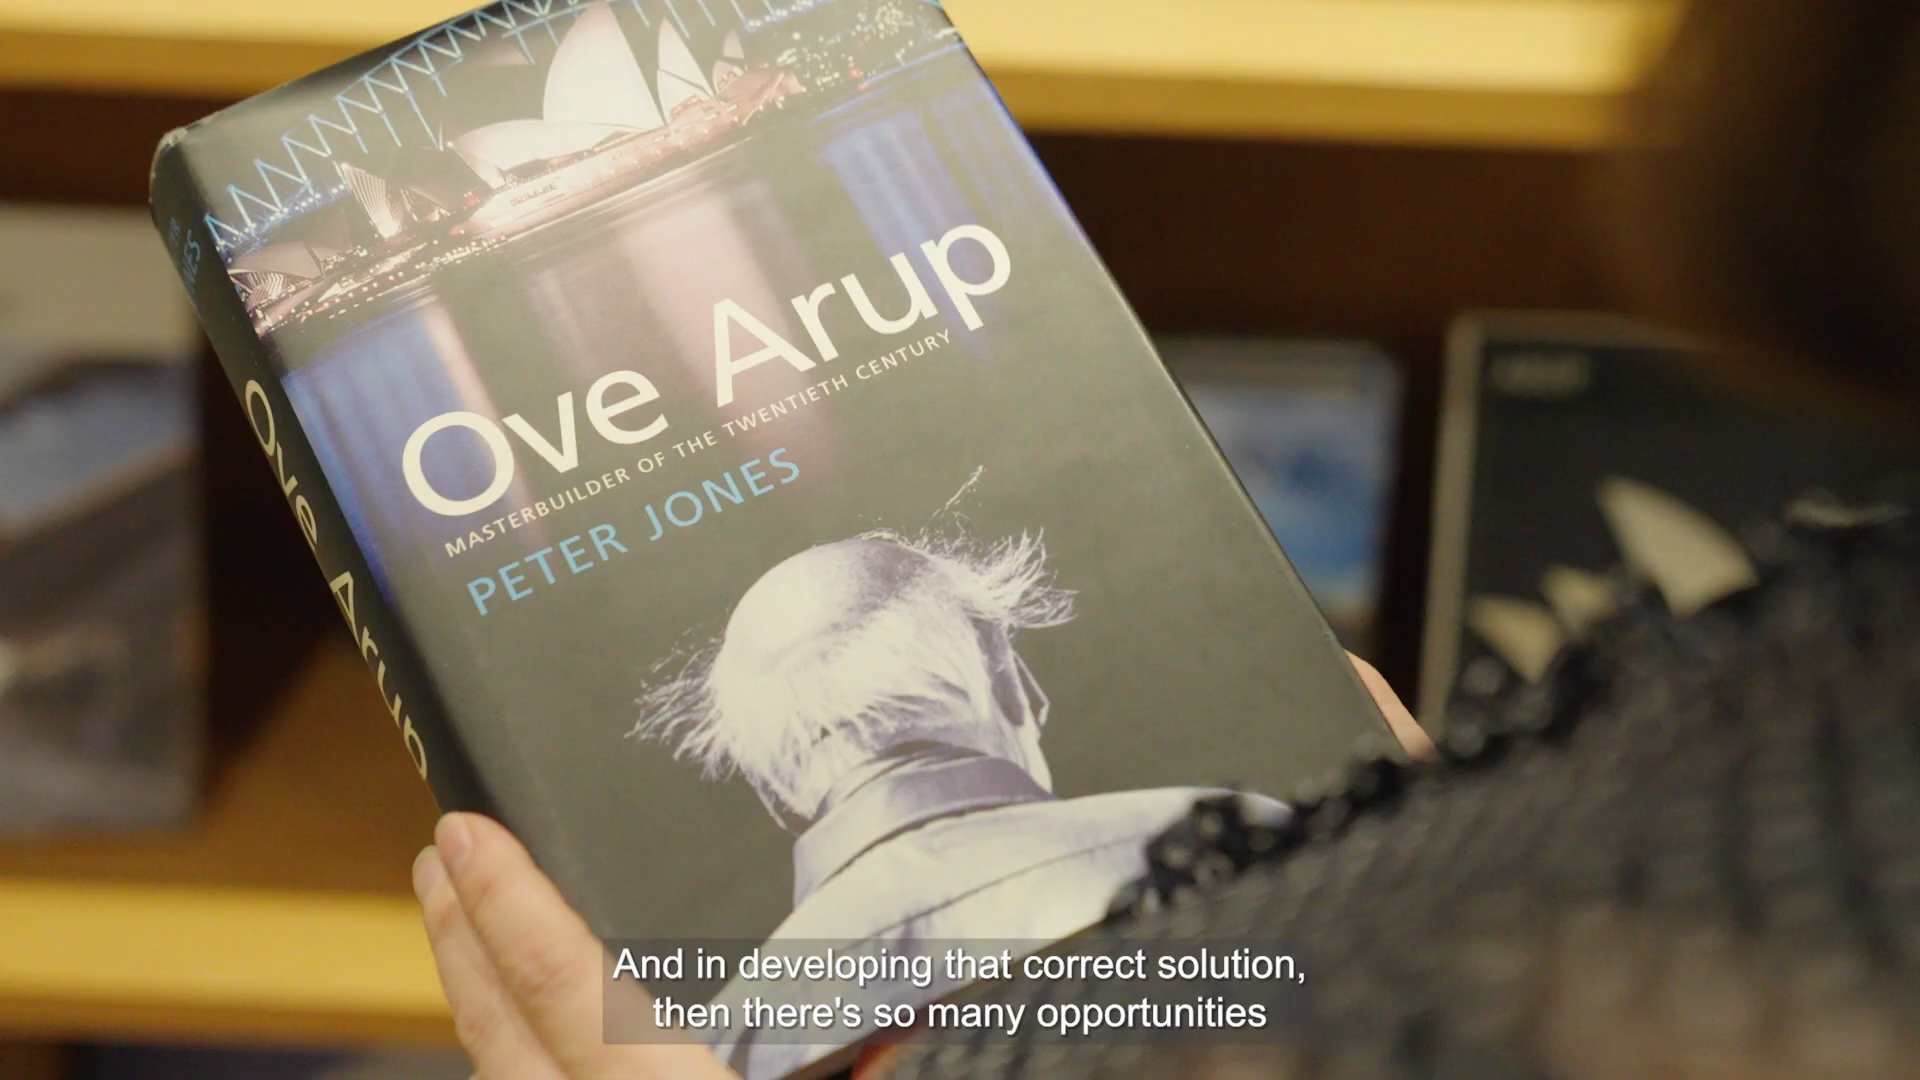 Ove Arup
MASTERBUILDER OF THE TWENTIETH CENTURY
PETER JONES
Ove Arup
And in developing that correct solution,
then there's so many opportunities